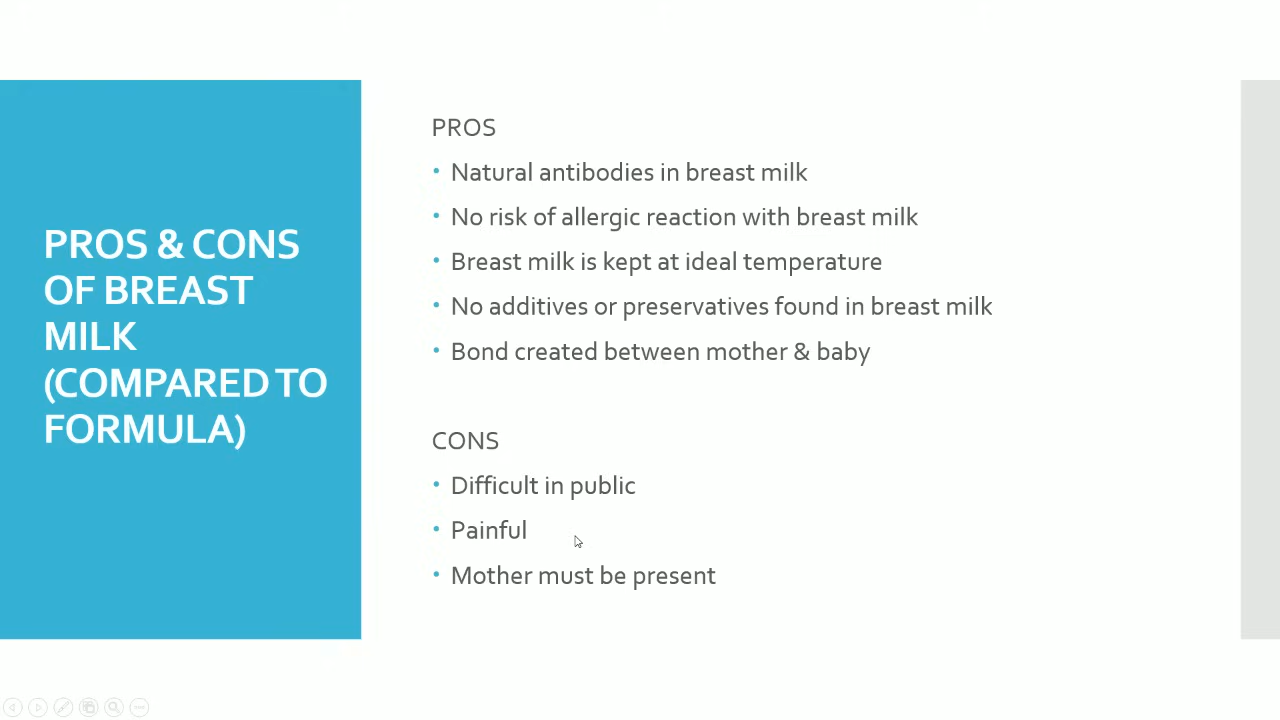 PROS & CONS
OF BREAST
MILK
(COMPARED TO
FORMULA)
PROS
• Natural antibodies in breast milk
• No risk of allergic reaction with breast milk
• Breast milk is kept at ideal temperature
• No additives or preservatives found in breast milk
• Bond created between mother & baby
CONS
• Difficult in public
• Painful
• Mother must be present